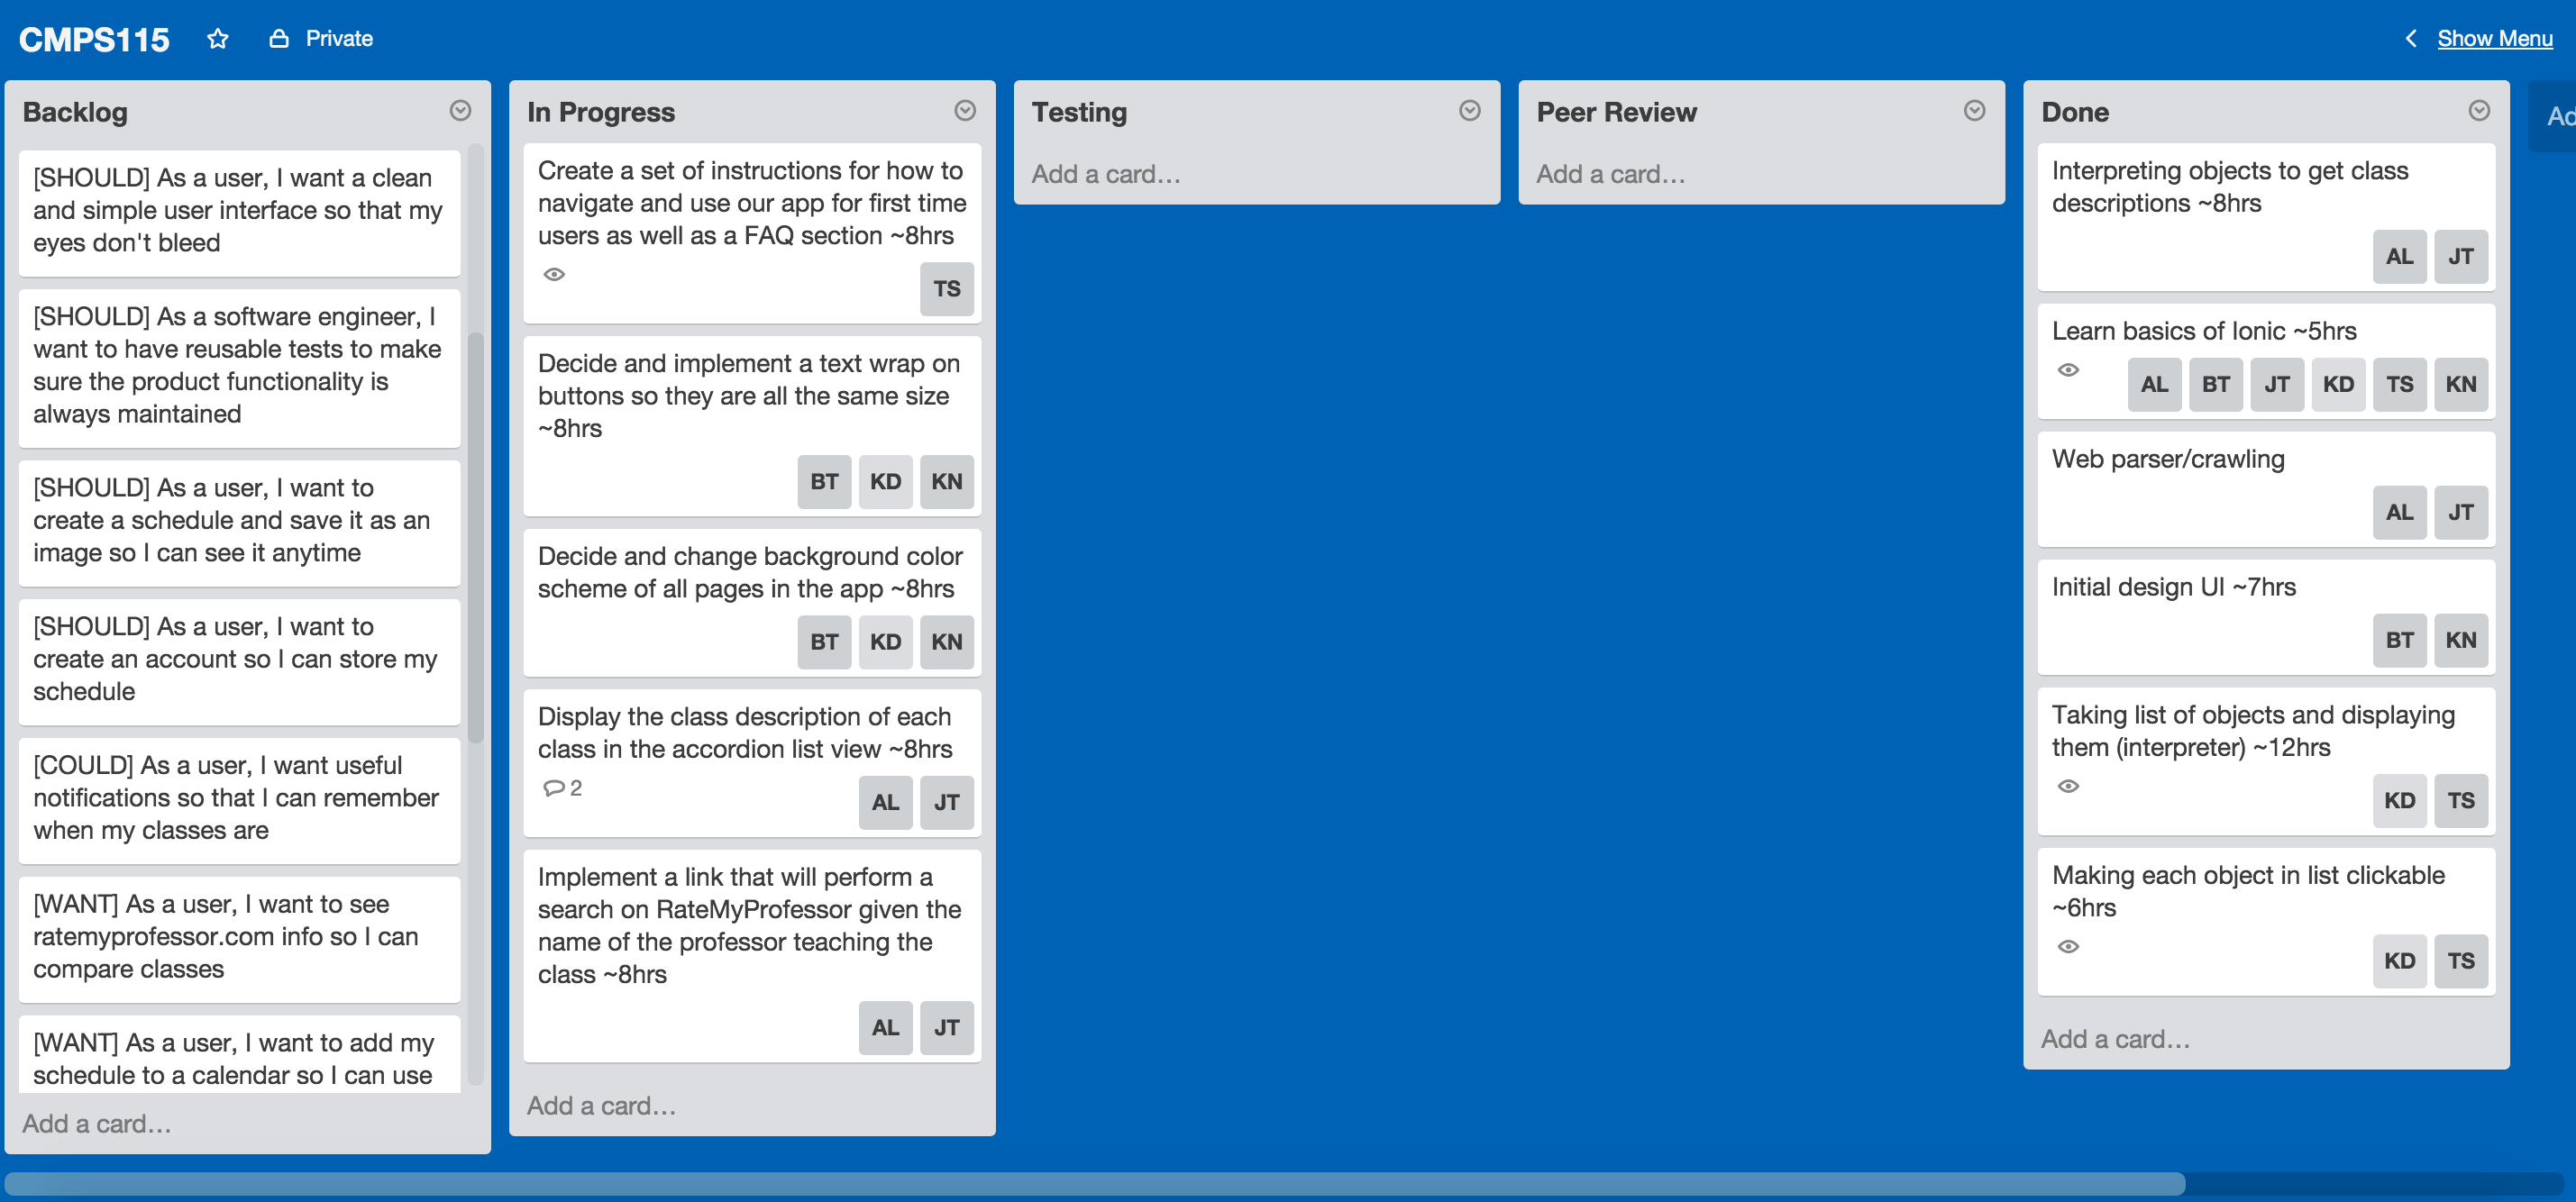 CMPS115 Private Show Menu
Backlog
[SHOULD] As a user, I want a clean
and simple user interface so that my
eyes don't bleed
[SHOULD] As a software engineer, I
want to have reusable tests to make
sure the product functionality is
always maintained
[SHOULD] As a user, I want to
create a schedule and save it as an
image so I can see it anytime
[SHOULD] As a user, I want to
create an account so I can store my
schedule
[COULD] As a user, I want useful
notifications so that I can remember
when my classes are
[WANT] As a user, I want to see
ratemyprofessor.com info so I can
compare classes
[WANT] As a user, I want to add my
schedule to a calendar so I can use
Add a card…
In Progress
Create a set of instructions for how to
navigate and use our app for first time
users as well as a FAQ section ~8hrs
TS
Decide and implement a text wrap on
buttons so they are all the same size
~8hrs
BT KD KN
Decide and change background color
scheme of all pages in the app ~8hrs
BT KD KN
Display the class description of each
class in the accordion list view ~8hrs
2
AL JT
Implement a link that will perform a
search on RateMyProfessor given the
name of the professor teaching the
class ~8hrs
AL JT
Add a card…
Testing
Add a card…
Peer Review
Add a card…
Done
Interpreting objects to get class
descriptions ~8hrs
AL JT
Learn basics of Ionic ~5hrs
AL BT JT KD TS KN
Web parser/crawling
AL JT
Initial design UI ~7hrs
BT KN
Taking list of objects and displaying
them (interpreter) ~12hrs
KD TS
Making each object in list clickable
~6hrs
KD TS
Add a card…